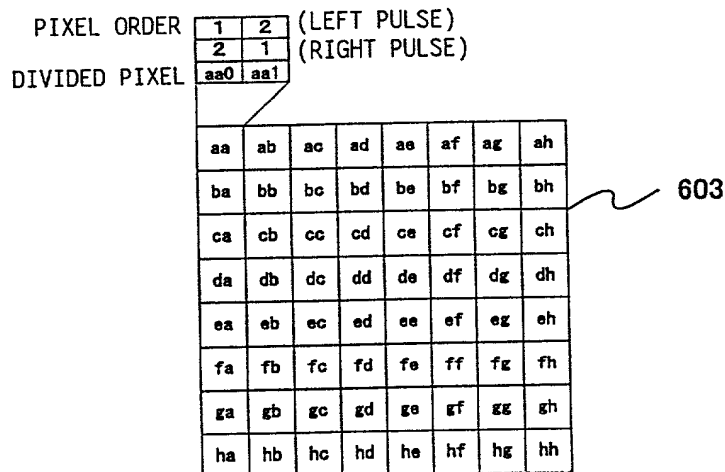 PIXEL ORDER 1 2 (LEFT PULSE)
2 1 (RIGHT PULSE)
DIVIDED PIXEL aa0 aa1
aa ab ac ad ae af ag ah
ba bb bc bd be bf bg bh
603
ca cb cc cd ce cf cg ch
da db dc dd de df dg dh
ea eb ec ed ee ef eg eh
fa fb fc fd fe ff fg fh
ga gb gc gd ge gf gg gh
ha hb hc hd he hf hg hh